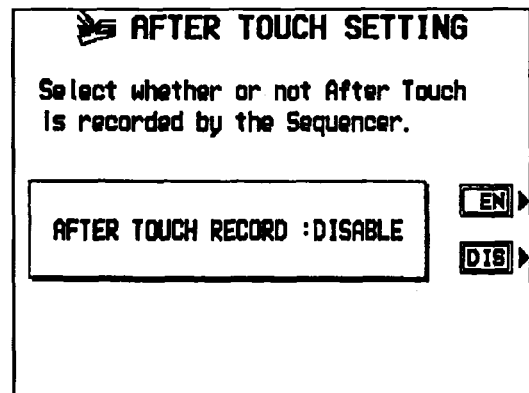 AFTER TOUCH SETTING
Select whether or not After Touch
is recorded by the Sequencer.
EN
AFTER TOUCH RECORD :DISABLE
DIS